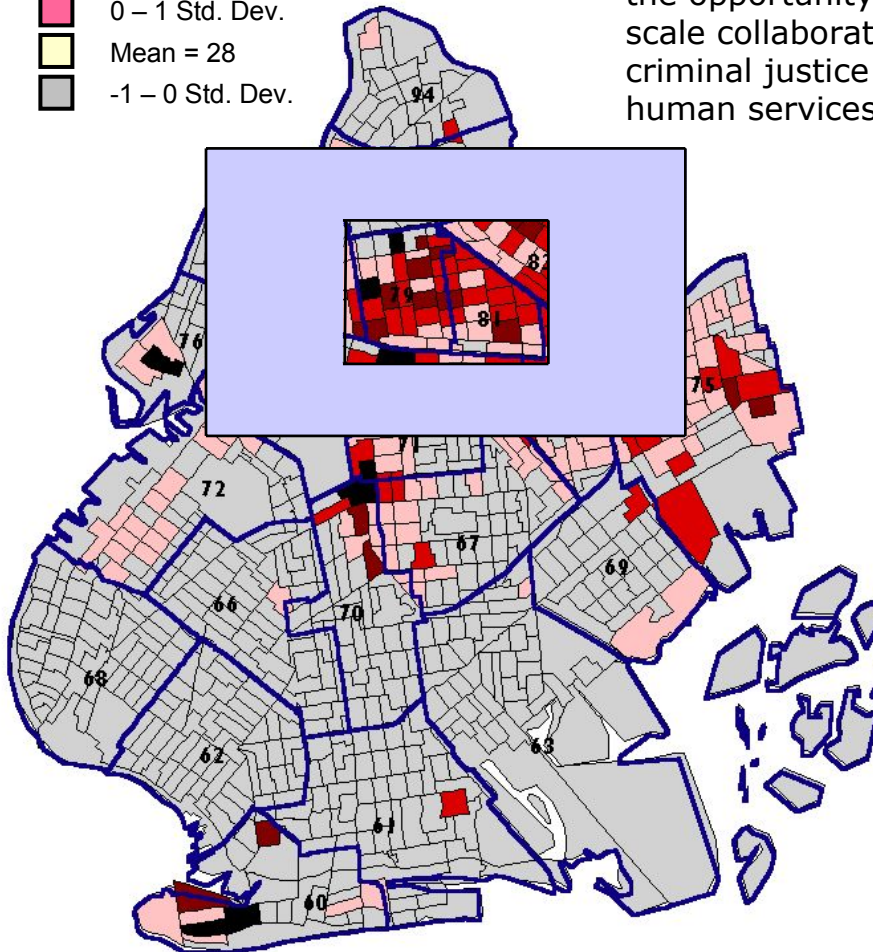 0 – 1 Std. Dev.
Mean = 28
-1 – 0 Std. Dev.
the opportunity
scale collaborat
criminal justice
human services
94
79
81
76
75
71
72
67
69
66
70
68
62
63
61
60